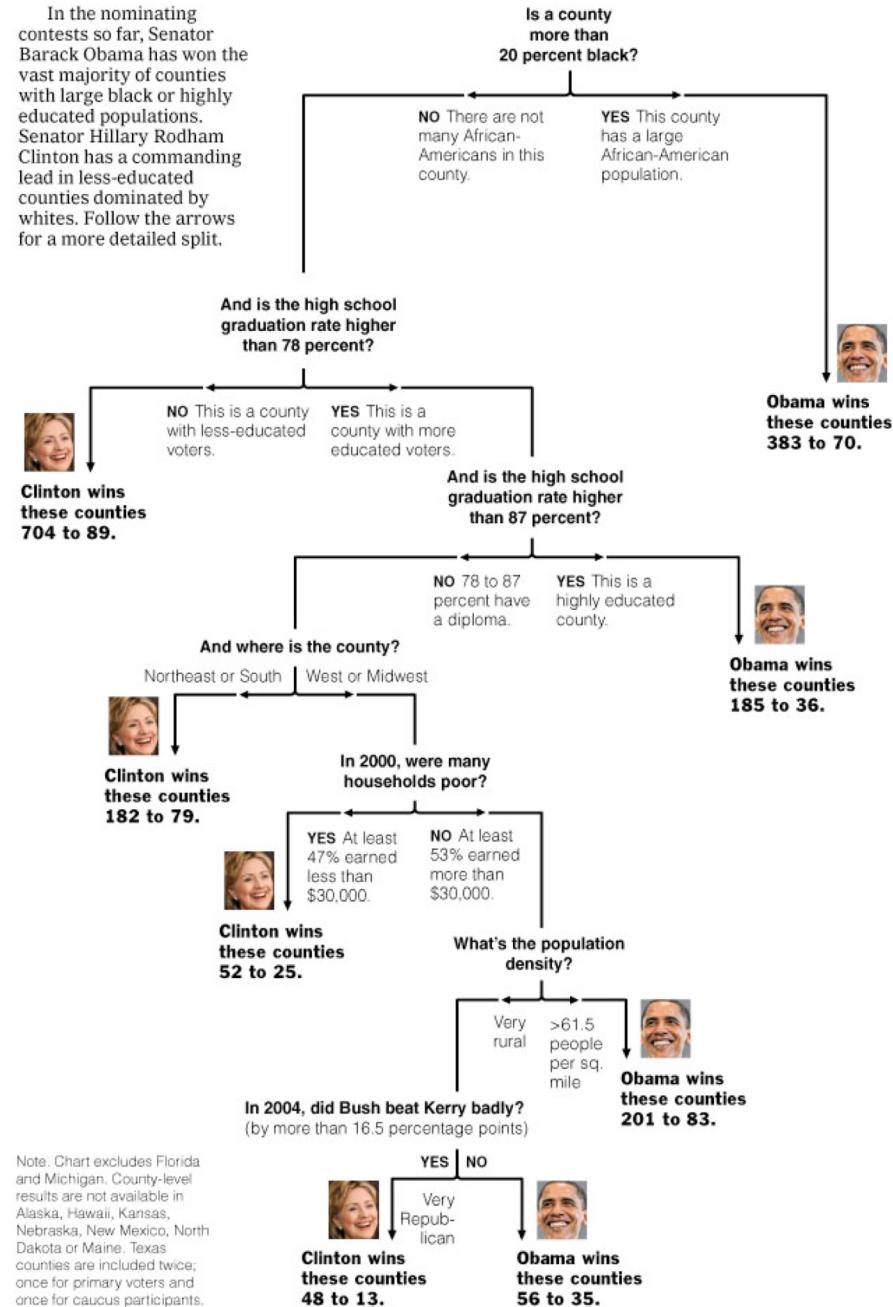 In the nominating
contests so far, Senator
Barack Obama has won the
vast majority of counties
with large black or highly
educated populations.
Senator Hillary Rodham
Clinton has a commanding
lead in less-educated
counties dominated by
whites. Follow the arrows
for a more detailed split.
Is a county
more than
20 percent black?
NO There are not
many African-
Americans in this
county.
YES This county
has a large
African-American
population.
And is the high school
graduation rate higher
than 78 percent?
Obama wins
these counties
383 to 70.
NO This is a county
with less-educated
voters.
YES This is a
county with more
educated voters.
Clinton wins
these counties
704 to 89.
And is the high school
graduation rate higher
than 87 percent?
NO 78 to 87
percent have
a diploma.
YES This is a
highly educated
county.
Obama wins
these counties
185 to 36.
And where is the county?
Northeast or South
West or Midwest
Clinton wins
these counties
182 to 79.
In 2000, were many
households poor?
YES At least
47% earned
less than
$30,000.
NO At least
53% earned
more than
$30,000.
Clinton wins
these counties
52 to 25.
What's the population
density?
Very
rural
>61.5
people
per sq.
mile
Obama wins
these counties
201 to 83.
In 2004, did Bush beat Kerry badly?
(by more than 16.5 percentage points)
YES
NO
Very
Repub-
lican
Clinton wins
these counties
48 to 13.
Obama wins
these counties
56 to 35.
Note. Chart excludes Florida
and Michigan. County-level
results are not available in
Alaska, Hawaii, Kansas,
Nebraska, New Mexico, North
Dakota or Maine. Texas
counties are included twice;
once for primary voters and
once for caucus participants.